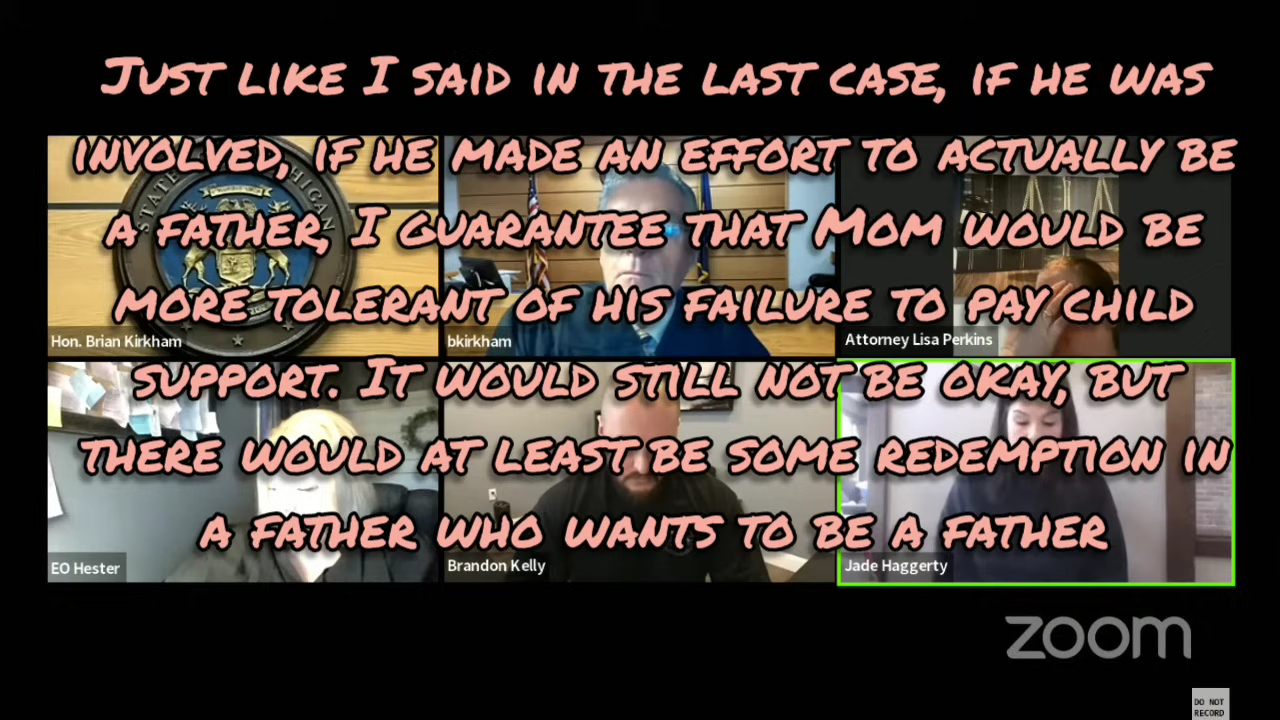 Just like I said in the last case, if he was
involved, if he made an effort to actually be
a father, I guarantee that Mom would be
more tolerant of his failure to pay child
support. It would still not be okay, but
there would at least be some redemption in
a father who wants to be a father
STATE MICHIGAN
Hon. Brian Kirkham
bkirkham
Attorney Lisa Perkins
EO Hester
Brandon Kelly
Jade Haggerty
zoom
DO NOT
RECORD